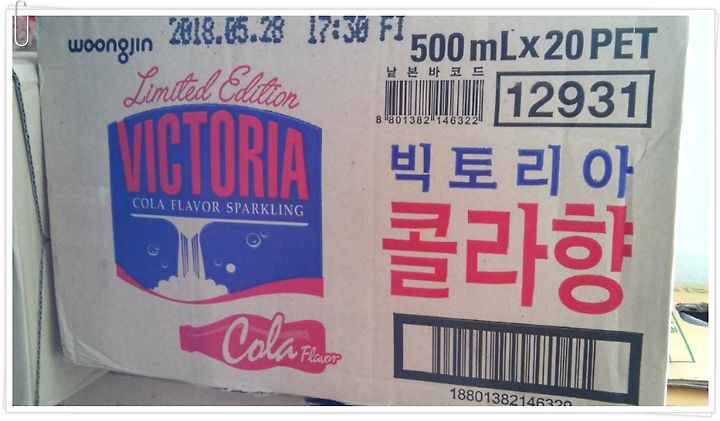 woongjin
2018.05.28 17:30 FI
500mLx20PET
낱본바코드
8 801382 146322
12931
Limited Edition
VICTORIA
COLA FLAVOR SPARKLING
빅토리아
콜라향
Cola Flavor
18801382146329